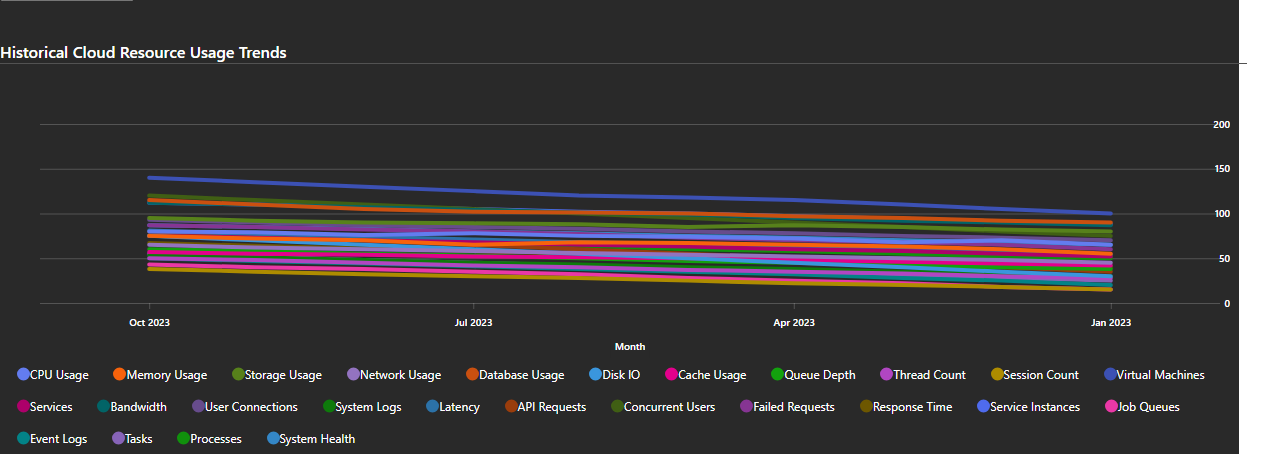 Historical Cloud Resource Usage Trends
200
150
100
50
0
Oct 2023 Jul 2023 Apr 2023 Jan 2023
Month
CPU Usage Memory Usage Storage Usage Network Usage Database Usage Disk IO Cache Usage Queue Depth Thread Count Session Count Virtual Machines
Services Bandwidth User Connections System Logs Latency API Requests Concurrent Users Failed Requests Response Time Service Instances Job Queues
Event Logs Tasks Processes System Health